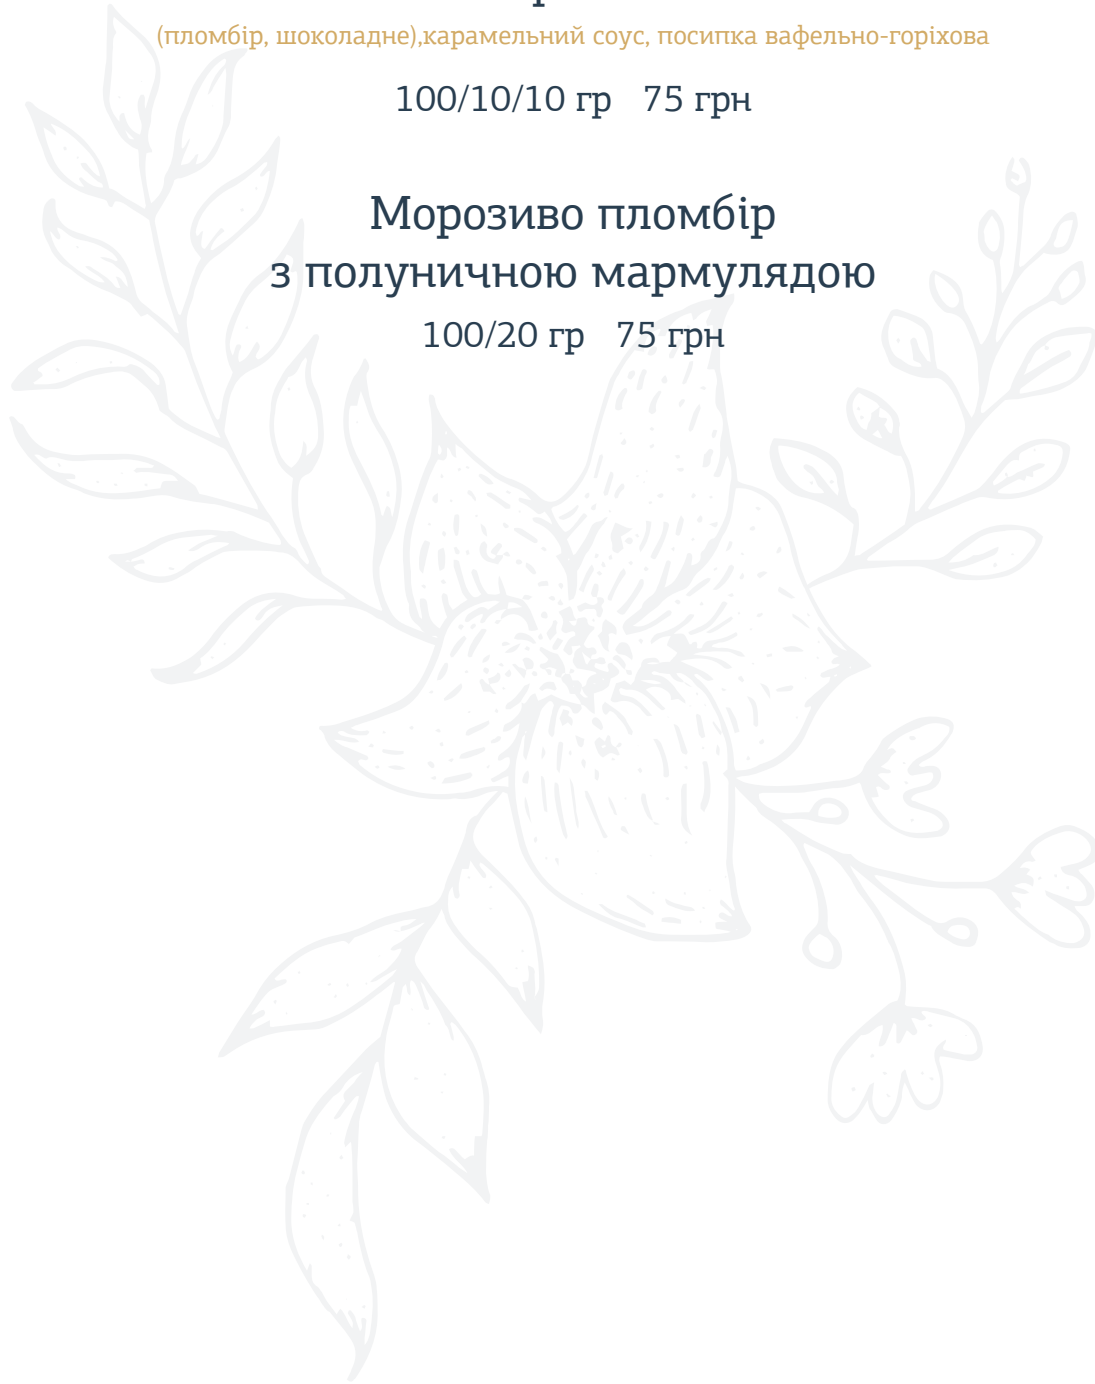 (пломбір, шоколадне),карамельний соус, посипка вафельно-горіхова
100/10/10 гр 75 грн
Морозиво пломбір
з полуничною мармулядою
100/20 гр 75 грн